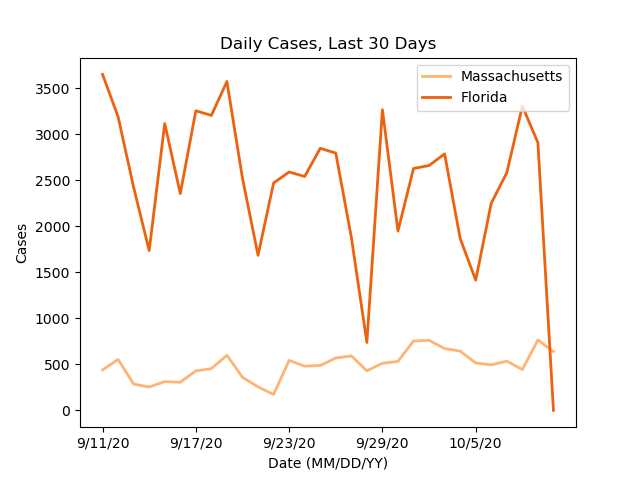 Daily Cases, Last 30 Days
Massachusetts
Florida
3500
3000
2500
2000
1500
1000
500
0
Cases
9/11/20 9/17/20 9/23/20 9/29/20 10/5/20
Date (MM/DD/YY)